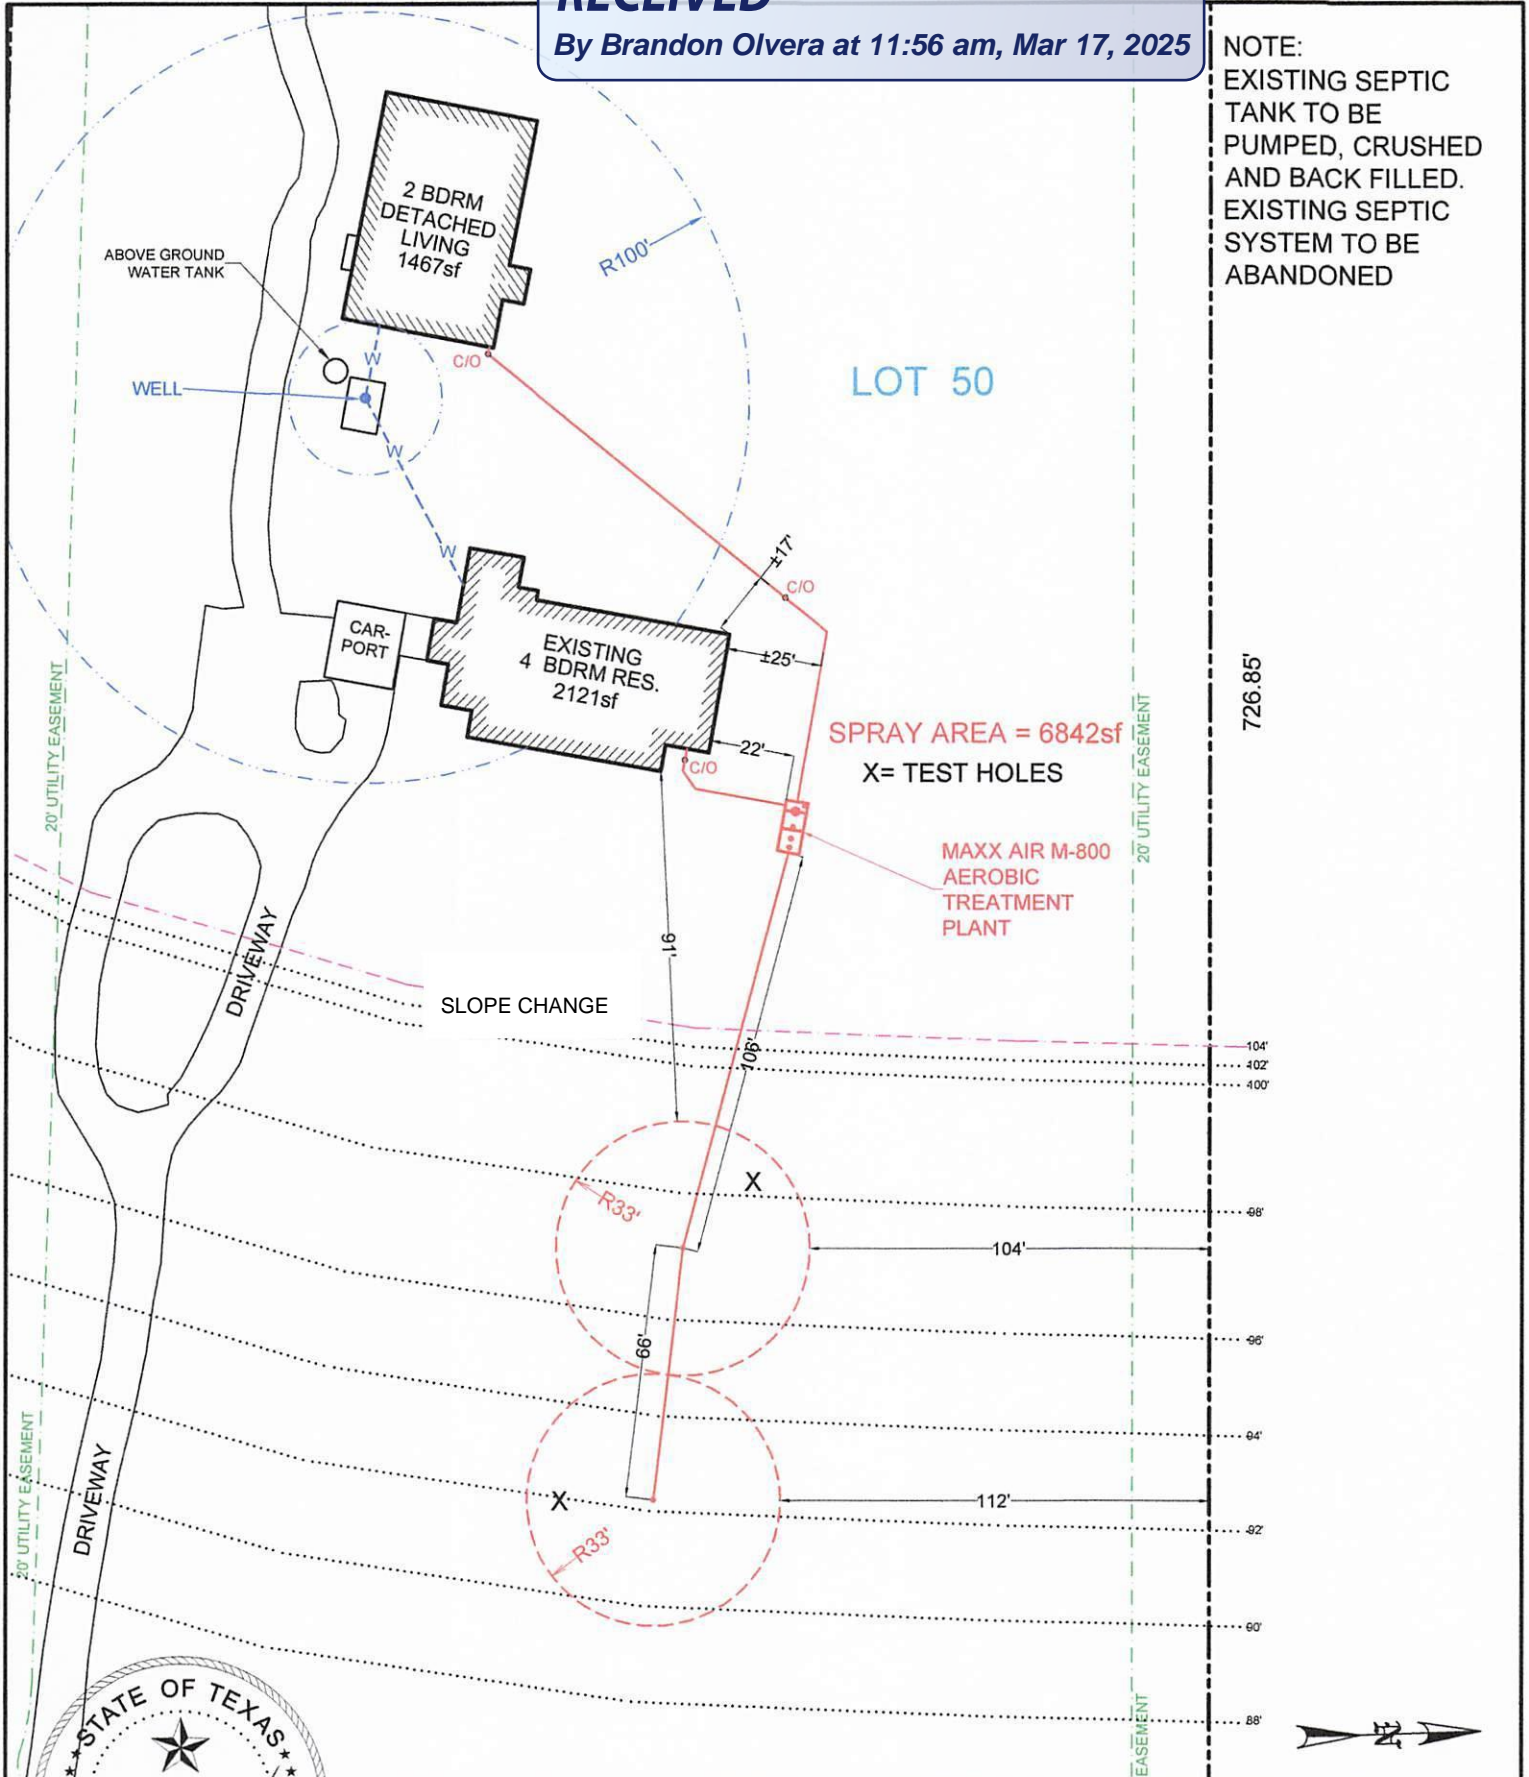 RECEIVED
By Brandon Olvera at 11:56 am, Mar 17, 2025
NOTE:
EXISTING SEPTIC
TANK TO BE
PUMPED, CRUSHED
AND BACK FILLED.
EXISTING SEPTIC
SYSTEM TO BE
ABANDONED
2 BDRM
DETACHED
LIVING
1467sf
ABOVE GROUND
WATER TANK
R100'
W
C/O
WELL
LOT 50
W
W
±17'
C/O
CAR-
PORT
EXISTING
4 BDRM RES.
2121sf
±25'
726.85'
20' UTILITY EASEMENT
20' UTILITY EASEMENT
SPRAY AREA = 6842sf
X= TEST HOLES
22'
C/O
MAXX AIR M-800
AEROBIC
TREATMENT
PLANT
91'
DRIVEWAY
SLOPE CHANGE
106'
104'
102'
100'
X
R33'
98'
104'
66'
96'
94'
20' UTILITY EASEMENT
DRIVEWAY
X
112'
92'
R33'
90'
88'
STATE OF TEXAS
EASEMENT
N